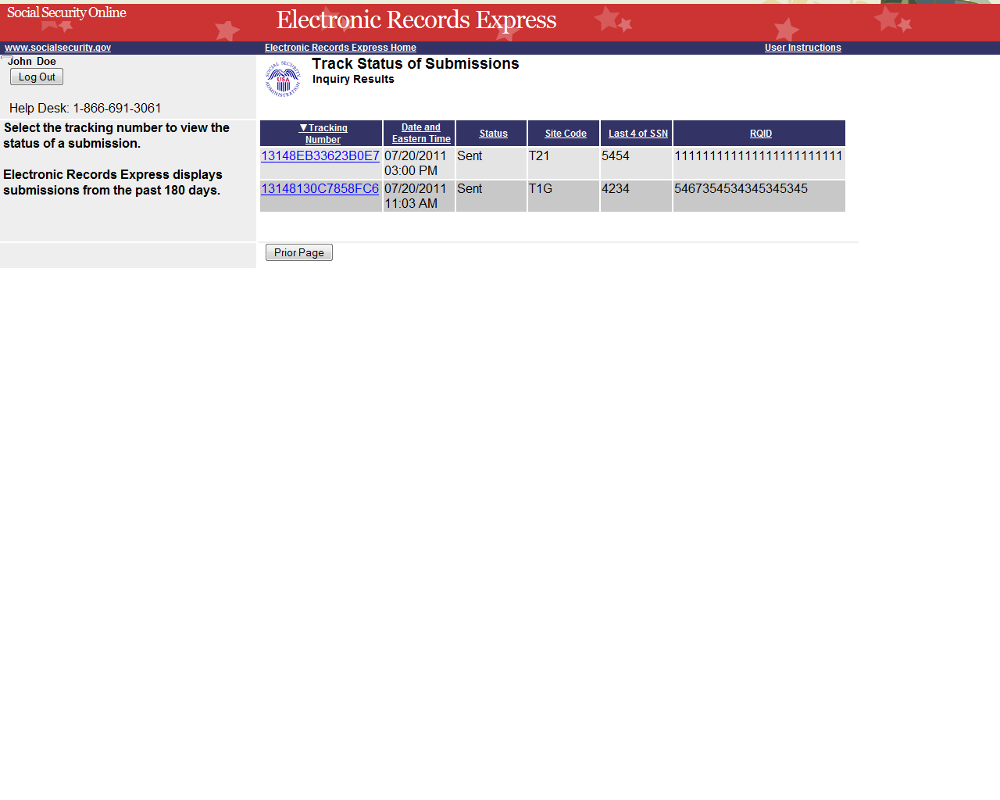 Social Security Online
Electronic Records Express
www.socialsecurity.gov
Electronic Records Express Home
User Instructions
John Doe
Log Out
Help Desk: 1-866-691-3061
SOCIAL SECURITY ADMINISTRATION
USA
Track Status of Submissions
Inquiry Results
Select the tracking number to view the
status of a submission.
Electronic Records Express displays
submissions from the past 180 days.
▼Tracking
Number
Date and
Eastern Time
Status
Site Code
Last 4 of SSN
RQID
13148EB33623B0E7 07/20/2011 Sent T21 5454 111111111111111111111111
03:00 PM
13148130C7858FC6 07/20/2011 Sent T1G 4234 5467354534345345345
11:03 AM
Prior Page